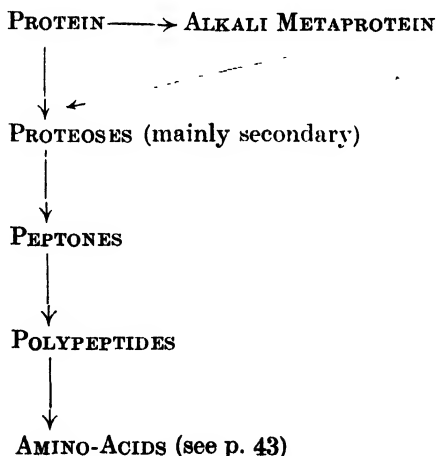 PROTEIN ⟶ ALKALI METAPROTEIN
PROTEOSES (mainly secondary)
PEPTONES
POLYPEPTIDES
AMINO-ACIDS (see p. 43)